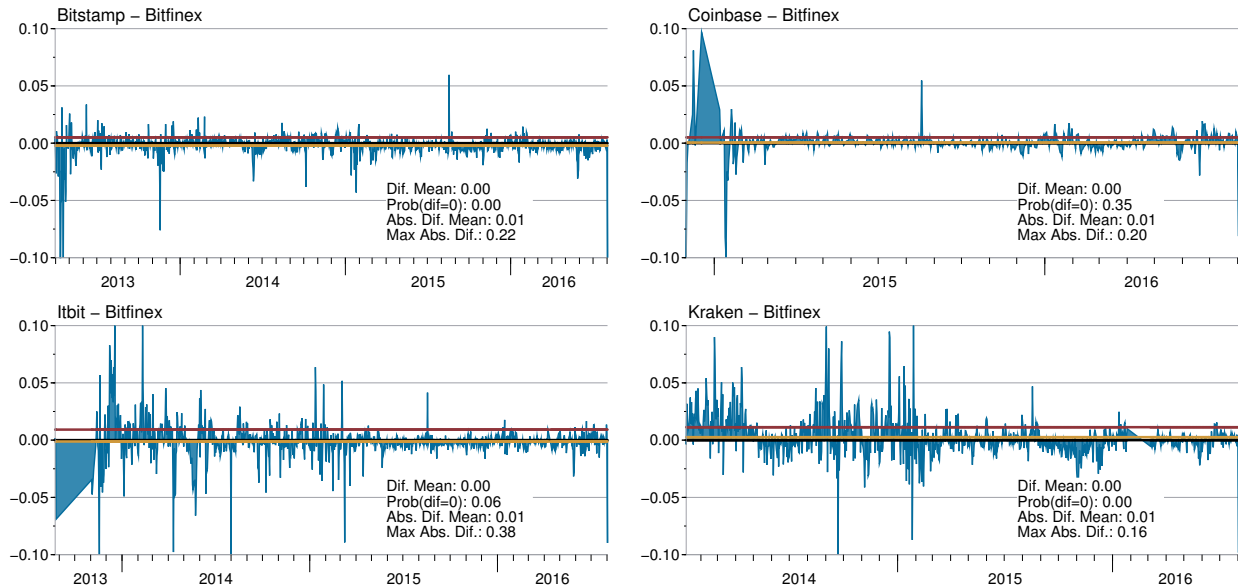 Bitstamp – Bitfinex
0.10
0.05
0.00
−0.05
−0.10
Dif. Mean: 0.00
Prob(dif=0): 0.00
Abs. Dif. Mean: 0.01
Max Abs. Dif.: 0.22
2013 2014 2015 2016
Coinbase – Bitfinex
0.10
0.05
0.00
−0.05
−0.10
Dif. Mean: 0.00
Prob(dif=0): 0.35
Abs. Dif. Mean: 0.01
Max Abs. Dif.: 0.20
2015 2016
Itbit – Bitfinex
0.10
0.05
0.00
−0.05
−0.10
Dif. Mean: 0.00
Prob(dif=0): 0.06
Abs. Dif. Mean: 0.01
Max Abs. Dif.: 0.38
2013 2014 2015 2016
Kraken – Bitfinex
0.10
0.05
0.00
−0.05
−0.10
Dif. Mean: 0.00
Prob(dif=0): 0.00
Abs. Dif. Mean: 0.01
Max Abs. Dif.: 0.16
2014 2015 2016